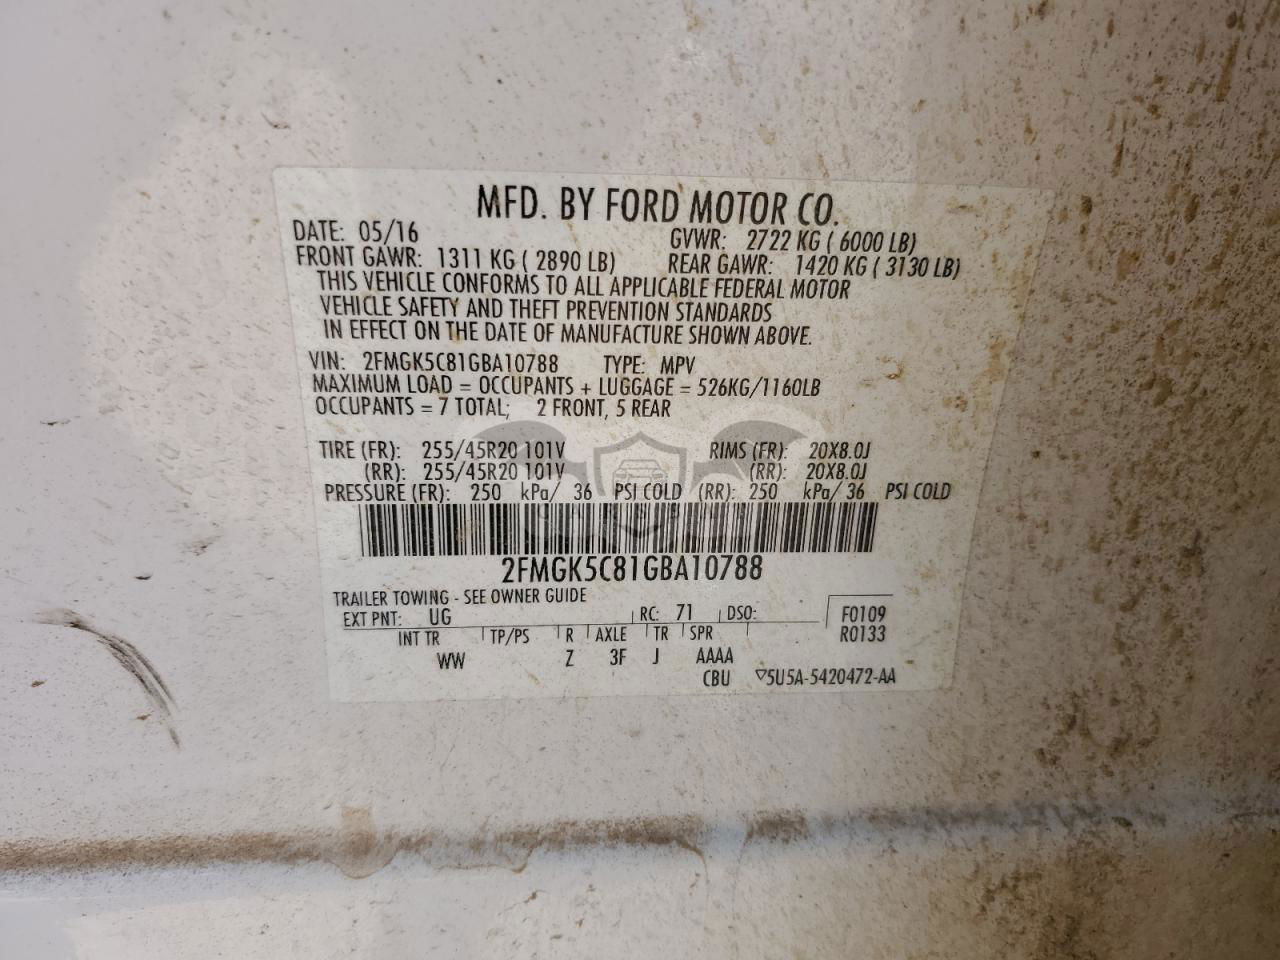 MFD. BY FORD MOTOR CO.
DATE: 05/16 GVWR: 2722 KG ( 6000 LB)
FRONT GAWR: 1311 KG ( 2890 LB) REAR GAWR: 1420 KG ( 3130 LB)
THIS VEHICLE CONFORMS TO ALL APPLICABLE FEDERAL MOTOR
VEHICLE SAFETY AND THEFT PREVENTION STANDARDS
IN EFFECT ON THE DATE OF MANUFACTURE SHOWN ABOVE.
VIN: 2FMGK5C81GBA10788 TYPE: MPV
MAXIMUM LOAD = OCCUPANTS + LUGGAGE = 526KG/1160LB
OCCUPANTS = 7 TOTAL; 2 FRONT, 5 REAR
TIRE (FR): 255/45R20 101V RIMS (FR): 20X8.0J
(RR): 255/45R20 101V (RR): 20X8.0J
PRESSURE (FR): 250 kPa/ 36 PSI COLD (RR): 250 kPa/ 36 PSI COLD
2FMGK5C81GBA10788
TRAILER TOWING - SEE OWNER GUIDE
EXT PNT: UG RC: 71 DSO: F0109
INT TR TP/PS R AXLE TR SPR R0133
WW Z 3F J AAAA
CBU ▽5U5A-5420472-AA